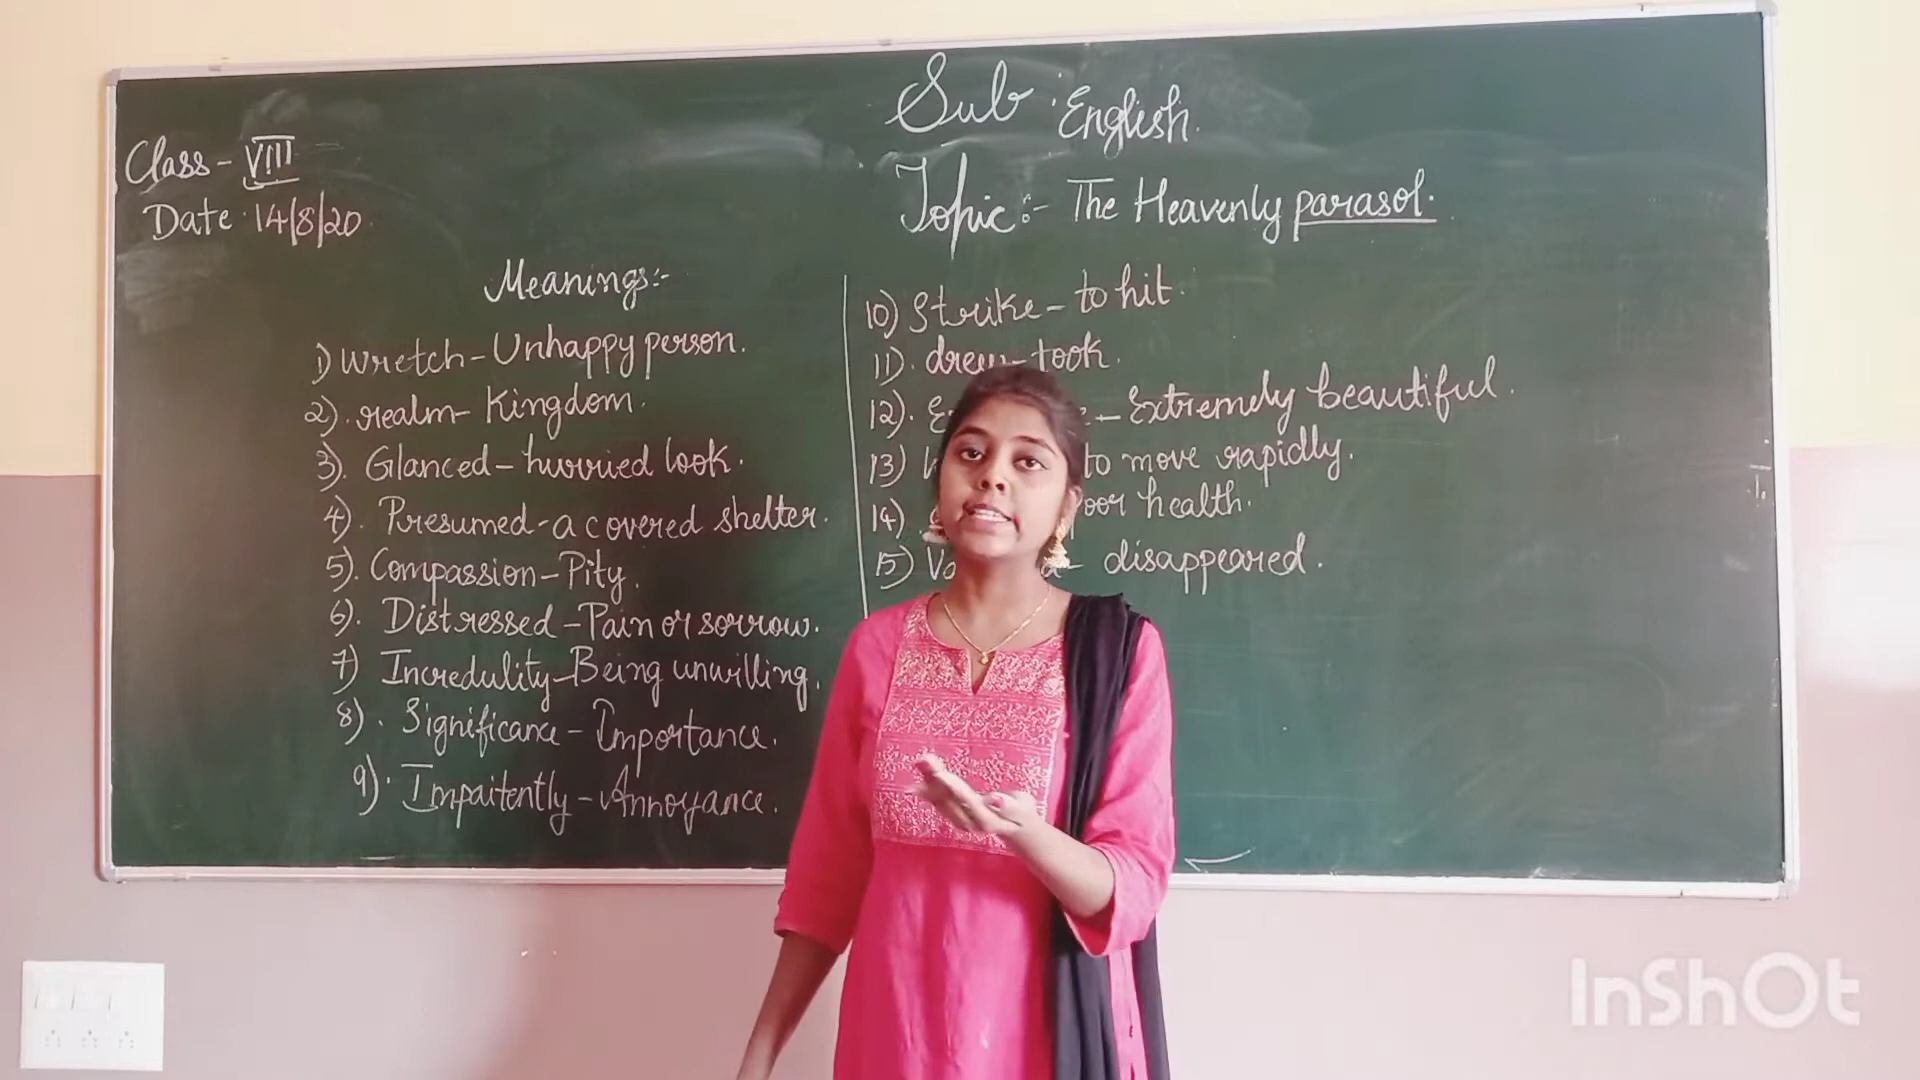 Sub : English.
Class - VIII
Topic :- The Heavenly parasol.
Date : 14/8/20
Meanings :-
1) Wretch - Unhappy person.
2). realm - Kingdom.
3). Glanced - hurried look.
4). Presumed - a covered shelter.
5). Compassion - Pity.
6). Distressed - Pain or sorrow.
7) Incredulity - Being unwilling.
8). Significance - Importance.
9). Impaitently - Annoyance.
10) Strike - to hit.
11). drew - took.
12). - Extremely beautiful.
13) to move rapidly.
14) health.
15) - disappeared.
InShOt